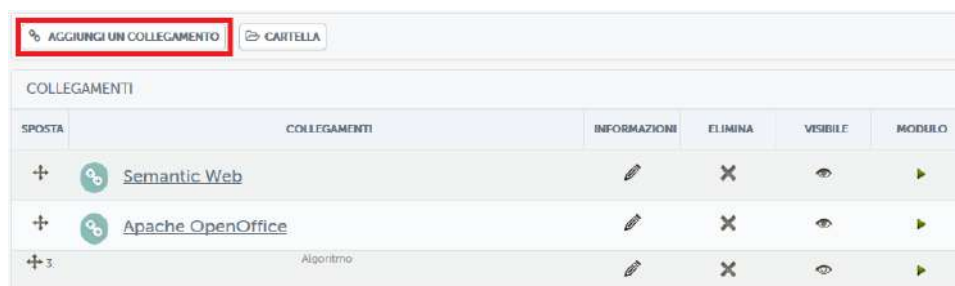 AGGIUNGI UN COLLEGAMENTO CARTELLA
COLLEGAMENTI
SPOSTA COLLEGAMENTI INFORMAZIONI ELIMINA VISIBILE MODULO
Semantic Web
Apache OpenOffice
3 Algoritmo